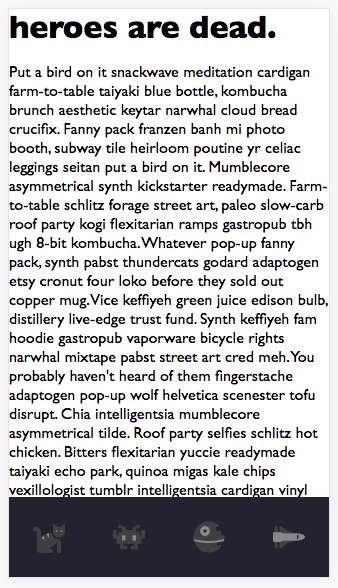 heroes are dead.
Put a bird on it snackwave meditation cardigan
farm-to-table taiyaki blue bottle, kombucha
brunch aesthetic keytar narwhal cloud bread
crucifix. Fanny pack franzen banh mi photo
booth, subway tile heirloom poutine yr celiac
leggings seitan put a bird on it. Mumblecore
asymmetrical synth kickstarter readymade. Farm-
to-table schlitz forage street art, paleo slow-carb
roof party kogi flexitarian ramps gastropub tbh
ugh 8-bit kombucha. Whatever pop-up fanny
pack, synth pabst thundercats godard adaptogen
etsy cronut four loko before they sold out
copper mug. Vice keffiyeh green juice edison bulb,
distillery live-edge trust fund. Synth keffiyeh fam
hoodie gastropub vaporware bicycle rights
narwhal mixtape pabst street art cred meh. You
probably haven't heard of them fingerstache
adaptogen pop-up wolf helvetica scenester tofu
disrupt. Chia intelligentsia mumblecore
asymmetrical tilde. Roof party selfies schlitz hot
chicken. Bitters flexitarian yuccie readymade
taiyaki echo park, quinoa migas kale chips
vexillologist tumblr intelligentsia cardigan vinyl